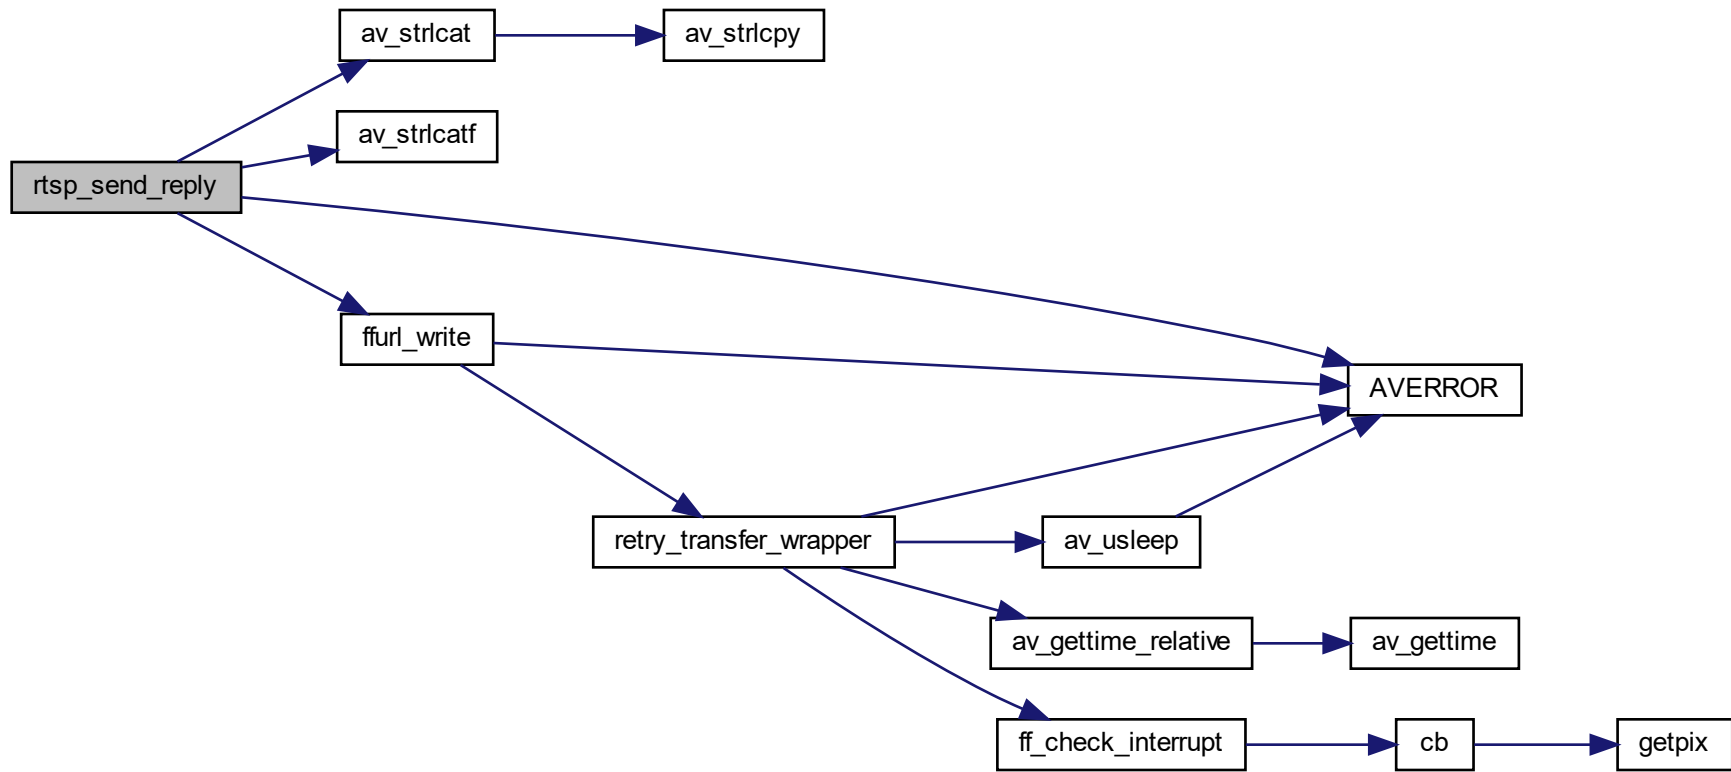 av_strlcat
av_strlcpy
av_strlcatf
rtsp_send_reply
ffurl_write
AVERROR
retry_transfer_wrapper
av_usleep
av_gettime_relative
av_gettime
ff_check_interrupt
cb
getpix